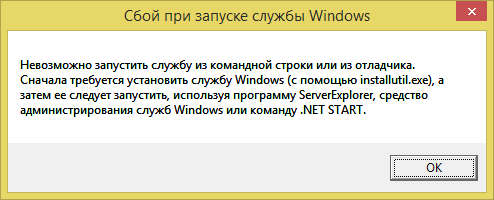 Сбой при запуске службы Windows
Невозможно запустить службу из командной строки или из отладчика.
Сначала требуется установить службу Windows (с помощью installutil.exe), а
затем ее следует запустить, используя программу ServerExplorer, средство
администрирования служб Windows или команду .NET START.
OK